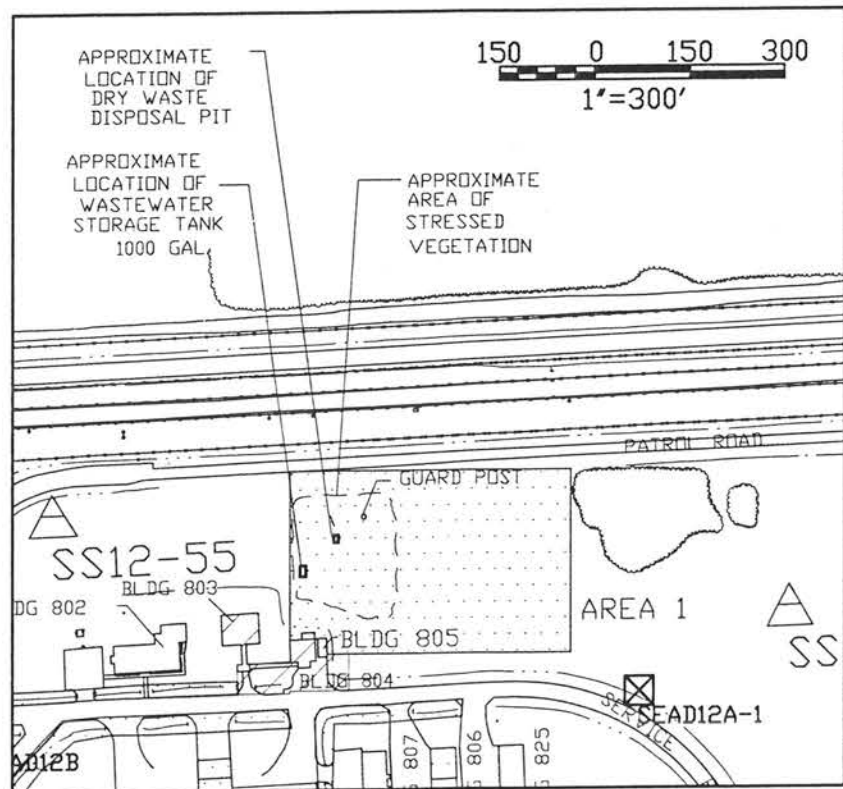 APPROXIMATE
LOCATION OF
DRY WASTE
DISPOSAL PIT
150 0 150 300
1"=300'
APPROXIMATE
LOCATION OF
WASTEWATER
STORAGE TANK
1000 GAL.
APPROXIMATE
AREA OF
STRESSED
VEGETATION
PATROL ROAD
GUARD POST
SS12-55
BLDG 803
DG 802
AREA 1
BLDG 805
SS
BLDG 804
SEAD12A-1
SERVICE
AD12B
G 807
G 806
G 825